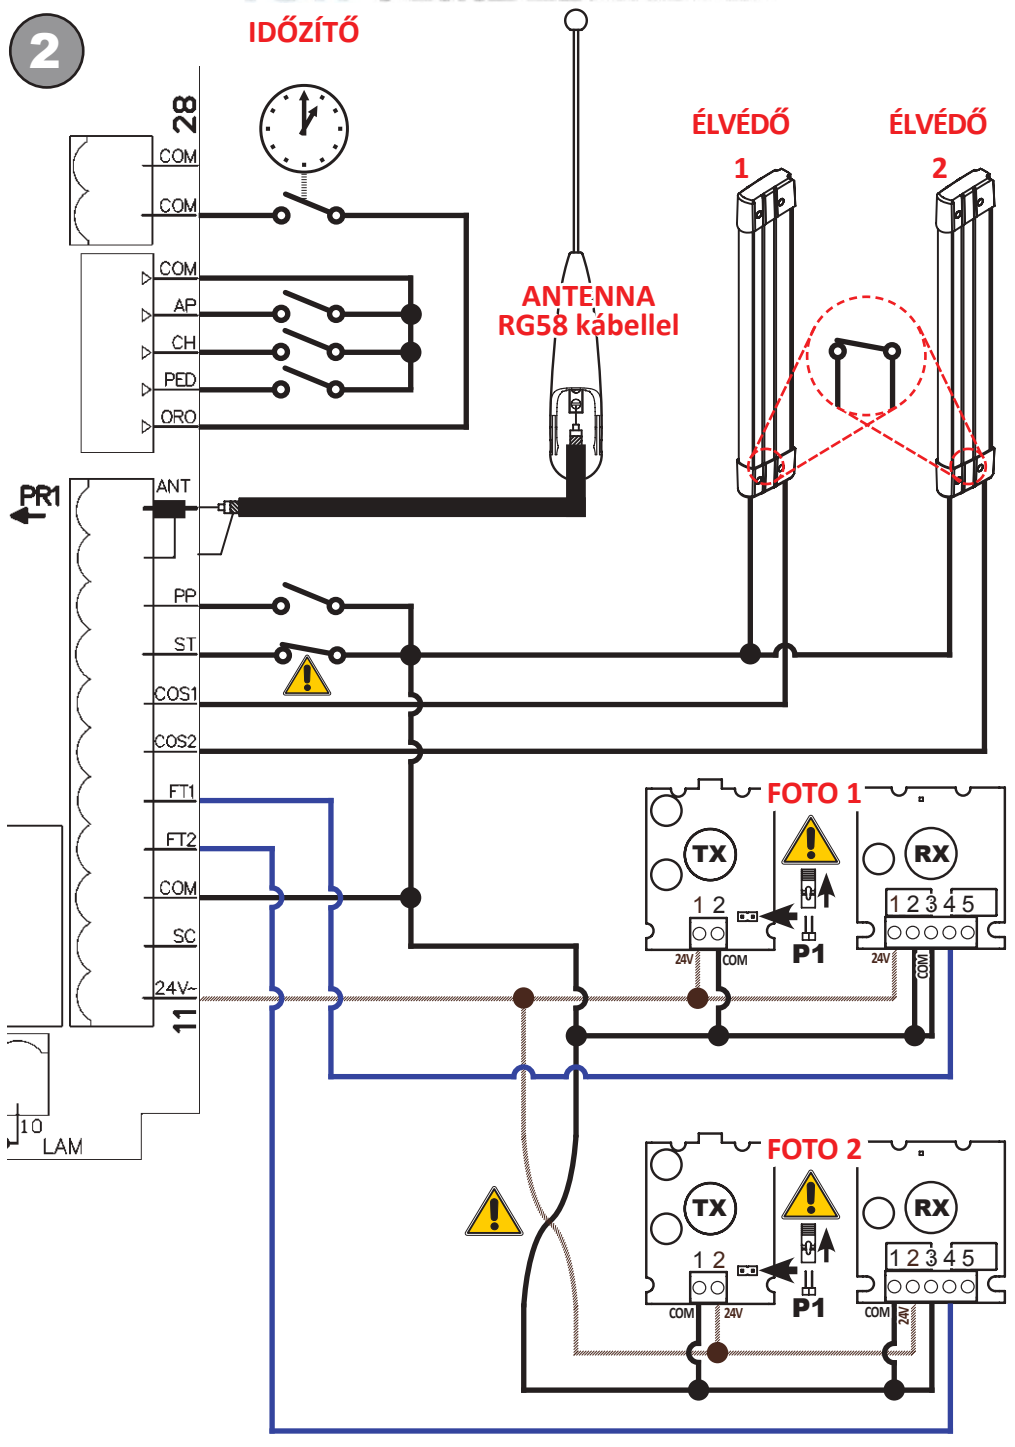 2
IDŐZÍTŐ
28
COM
COM
COM
AP
CH
PED
ORO
ANTENNA
RG58 kábellel
ÉLVÉDŐ
1
ÉLVÉDŐ
2
PR1
ANT
PP
ST
COS1
COS2
FT1
FT2
COM
SC
24V~
11
10
LAM
FOTO 1
TX
RX
1 2
1 2 3 4 5
P1
24V
COM
24V
COM
FOTO 2
TX
RX
1 2
1 2 3 4 5
P1
COM
24V
COM
24V